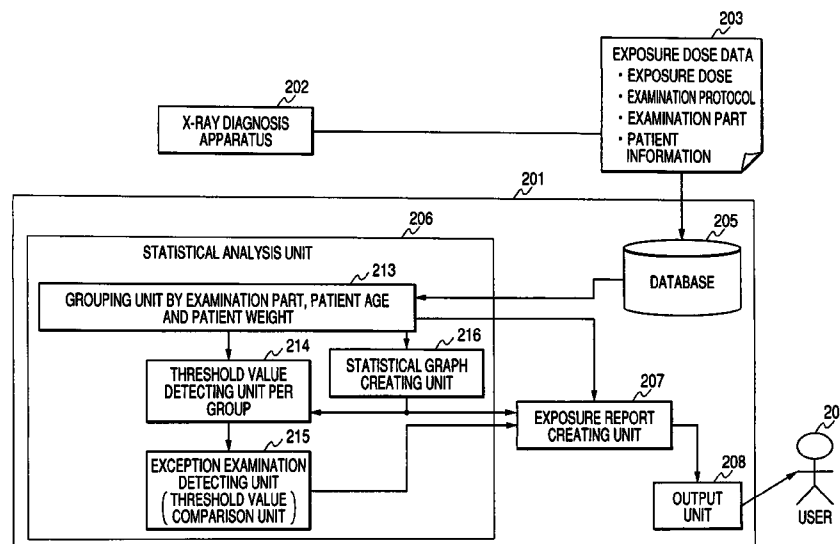 203
EXPOSURE DOSE DATA
・EXPOSURE DOSE
・EXAMINATION PROTOCOL
・EXAMINATION PART
・PATIENT
INFORMATION
202
X-RAY DIAGNOSIS
APPARATUS
201
206
STATISTICAL ANALYSIS UNIT
205
DATABASE
213
GROUPING UNIT BY EXAMINATION PART, PATIENT AGE
AND PATIENT WEIGHT
214
THRESHOLD VALUE
DETECTING UNIT PER
GROUP
216
STATISTICAL GRAPH
CREATING UNIT
207
EXPOSURE REPORT
CREATING UNIT
215
EXCEPTION EXAMINATION
DETECTING UNIT
(THRESHOLD VALUE
COMPARISON UNIT)
208
OUTPUT
UNIT
20
USER